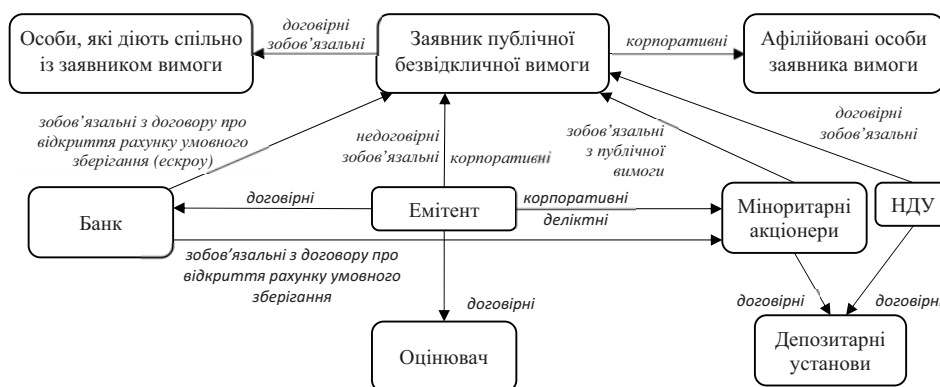 договірні
зобов’язальні
Особи, які діють спільно
із заявником вимоги
Заявник публічної
безвідкличної вимоги
корпоративні
Афілійовані особи
заявника вимоги
зобов’язальні з договору про
відкриття рахунку умовного
зберігання (ескроу)
недоговірні
зобов’язальні
корпоративні
зобов’язальні
з публічної
вимоги
договірні
зобов’язальні
Банк
договірні
Емітент
корпоративні
деліктні
Міноритарні
акціонери
НДУ
зобов’язальні з договору про
відкриття рахунку умовного
зберігання
договірні
договірні
договірні
Оцінювач
Депозитарні
установи